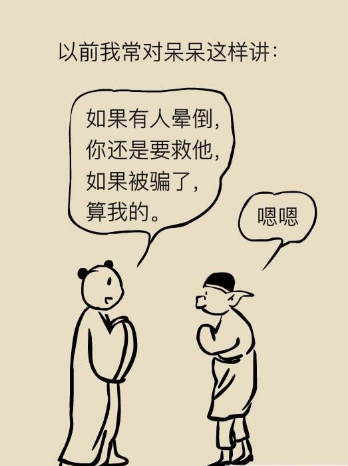 以前我常对呆呆这样讲：
如果有人晕倒，
你还是要救他，
如果被骗了，
算我的。
嗯嗯